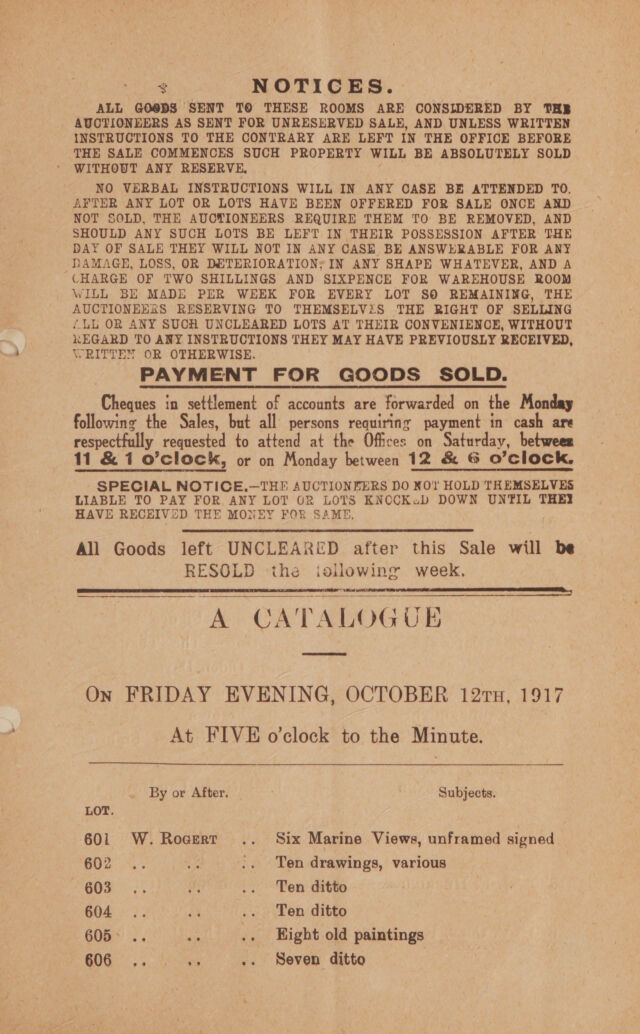 NOTICES.
ALL GOODS SENT TO THESE ROOMS ARE CONSIDERED BY THE
AUCTIONEERS AS SENT FOR UNRESERVED SALE, AND UNLESS WRITTEN
INSTRUCTIONS TO THE CONTRARY ARE LEFT IN THE OFFICE BEFORE
THE SALE COMMENCES SUCH PROPERTY WILL BE ABSOLUTELY SOLD
WITHOUT ANY RESERVE.
NO VERBAL INSTRUCTIONS WILL IN ANY CASE BE ATTENDED TO.
AFTER ANY LOT OR LOTS HAVE BEEN OFFERED FOR SALE ONCE AND
NOT SOLD, THE AUCTIONEERS REQUIRE THEM TO BE REMOVED, AND
SHOULD ANY SUCH LOTS BE LEFT IN THEIR POSSESSION AFTER THE
DAY OF SALE THEY WILL NOT IN ANY CASE BE ANSWERABLE FOR ANY
DAMAGE, LOSS, OR DETERIORATION, IN ANY SHAPE WHATEVER, AND A
CHARGE OF TWO SHILLINGS AND SIXPENCE FOR WAREHOUSE ROOM
WILL BE MADE PER WEEK FOR EVERY LOT SO REMAINING, THE
AUCTIONEERS RESERVING TO THEMSELVES THE RIGHT OF SELLING
ALL OR ANY SUCH UNCLEARED LOTS AT THEIR CONVENIENCE, WITHOUT
REGARD TO ANY INSTRUCTIONS THEY MAY HAVE PREVIOUSLY RECEIVED,
WRITTEN OR OTHERWISE.
PAYMENT FOR GOODS SOLD.
Cheques in settlement of accounts are forwarded on the Monday
following the Sales, but all persons requiring payment in cash are
respectfully requested to attend at the Offices on Saturday, between
11 & 1 o'clock, or on Monday between 12 & 6 o'clock.
SPECIAL NOTICE.—THE AUCTIONEERS DO NOT HOLD THEMSELVES
LIABLE TO PAY FOR ANY LOT OR LOTS KNOCKED DOWN UNTIL THEY
HAVE RECEIVED THE MONEY FOR SAME.
All Goods left UNCLEARED after this Sale will be
RESOLD the following week.
A CATALOGUE
ON FRIDAY EVENING, OCTOBER 12TH, 1917
At FIVE o'clock to the Minute.
By or After. Subjects.
LOT.
601 W. ROGERT .. Six Marine Views, unframed signed
602 .. .. .. Ten drawings, various
603 .. .. .. Ten ditto
604 .. .. .. Ten ditto
605 .. .. .. Eight old paintings
606 .. .. .. Seven ditto